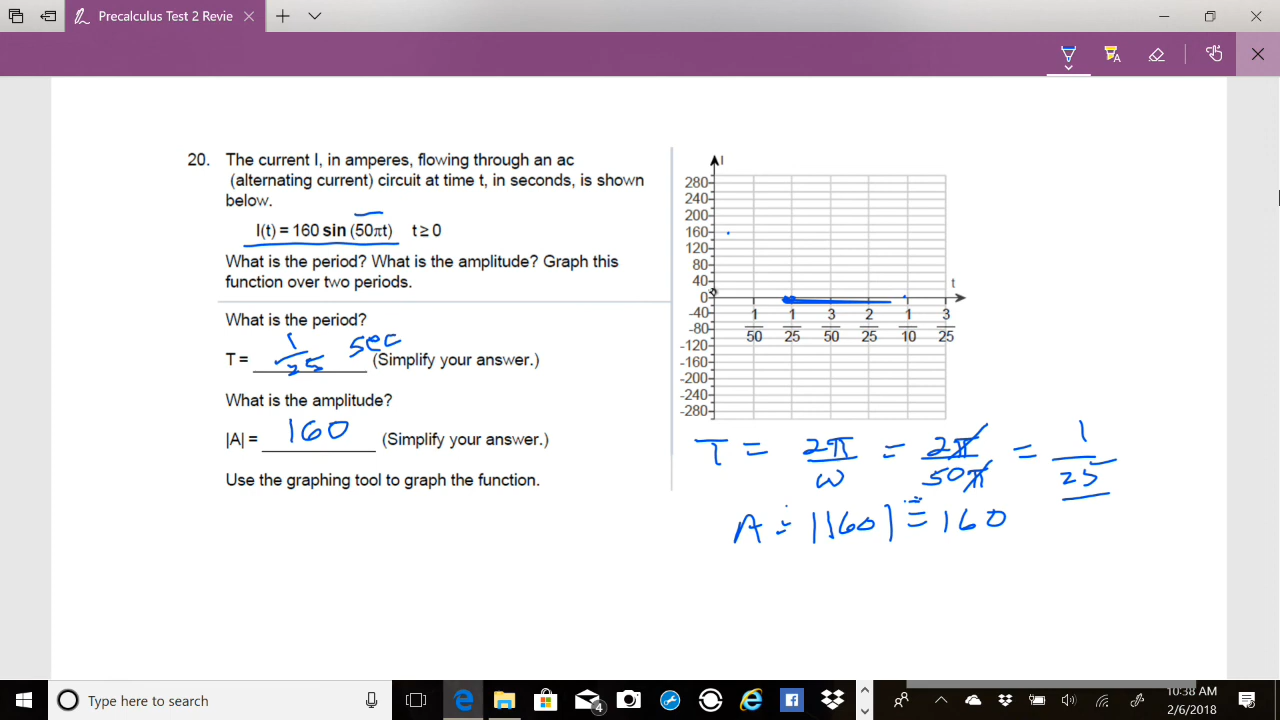 Precalculus Test 2 Revie
20. The current I, in amperes, flowing through an ac
(alternating current) circuit at time t, in seconds, is shown
below.
I(t) = 160 sin (50πt) t ≥ 0
What is the period? What is the amplitude? Graph this
function over two periods.
What is the period?
T = 1/25 sec (Simplify your answer.)
What is the amplitude?
|A| = 160 (Simplify your answer.)
Use the graphing tool to graph the function.
I
280
240
200
160
120
80
40
0
-40
-80
-120
-160
-200
-240
-280
t
1/50 1/25 3/50 2/25 1/10 3/25
T = 2π/ω = 2π/50π = 1/25
A = |160| = 160
Type here to search
4
3
10:38 AM
2/6/2018